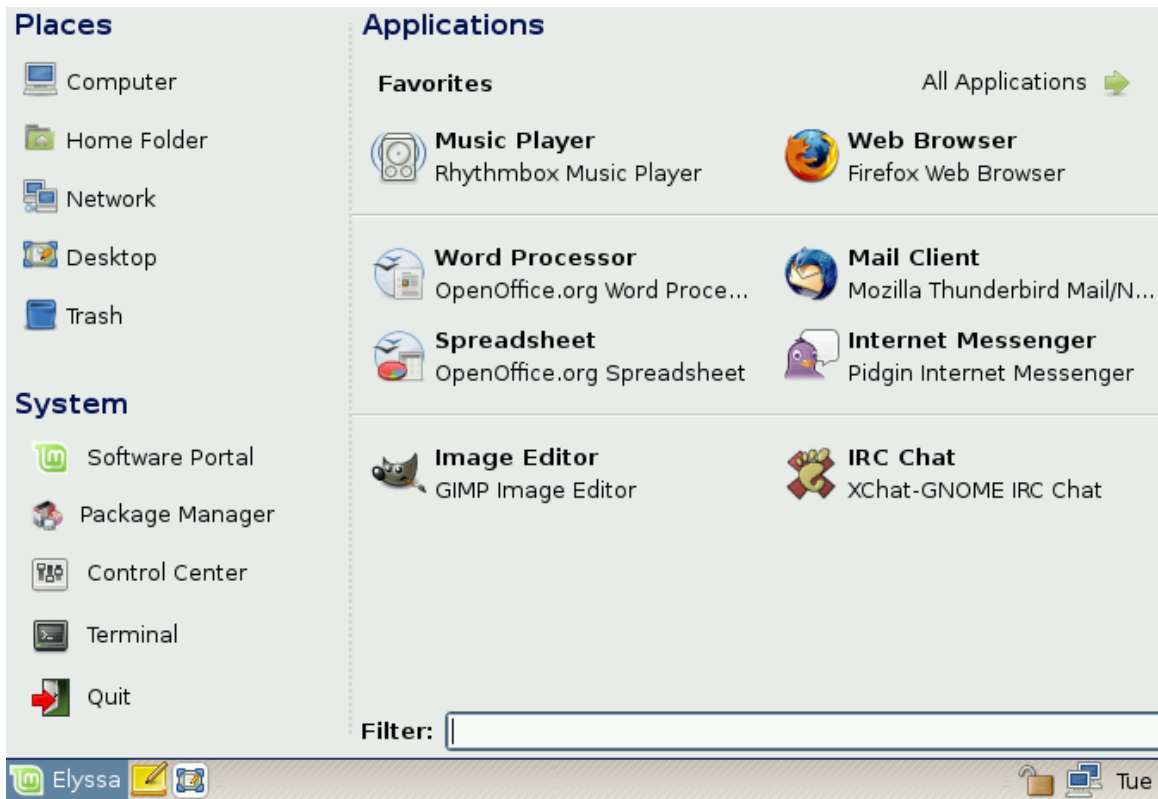 Places
Computer
Home Folder
Network
Desktop
Trash
System
Software Portal
Package Manager
Control Center
Terminal
Quit
Applications
Favorites
All Applications
Music Player
Rhythmbox Music Player
Web Browser
Firefox Web Browser
Word Processor
OpenOffice.org Word Proce...
Mail Client
Mozilla Thunderbird Mail/N...
Spreadsheet
OpenOffice.org Spreadsheet
Internet Messenger
Pidgin Internet Messenger
Image Editor
GIMP Image Editor
IRC Chat
XChat-GNOME IRC Chat
Filter:
Elyssa
Tue